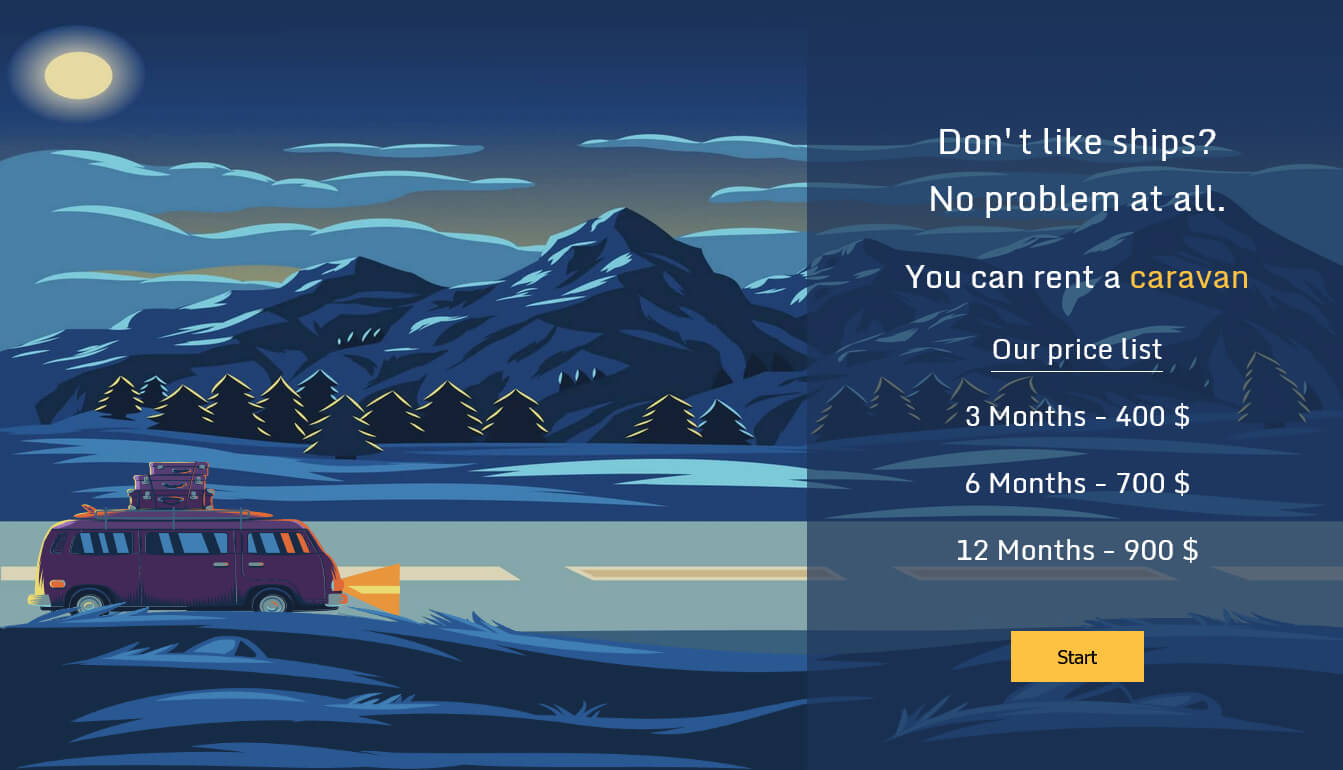 Don't like ships?
No problem at all.
You can rent a caravan
Our price list
3 Months - 400 $
6 Months - 700 $
12 Months - 900 $
Start